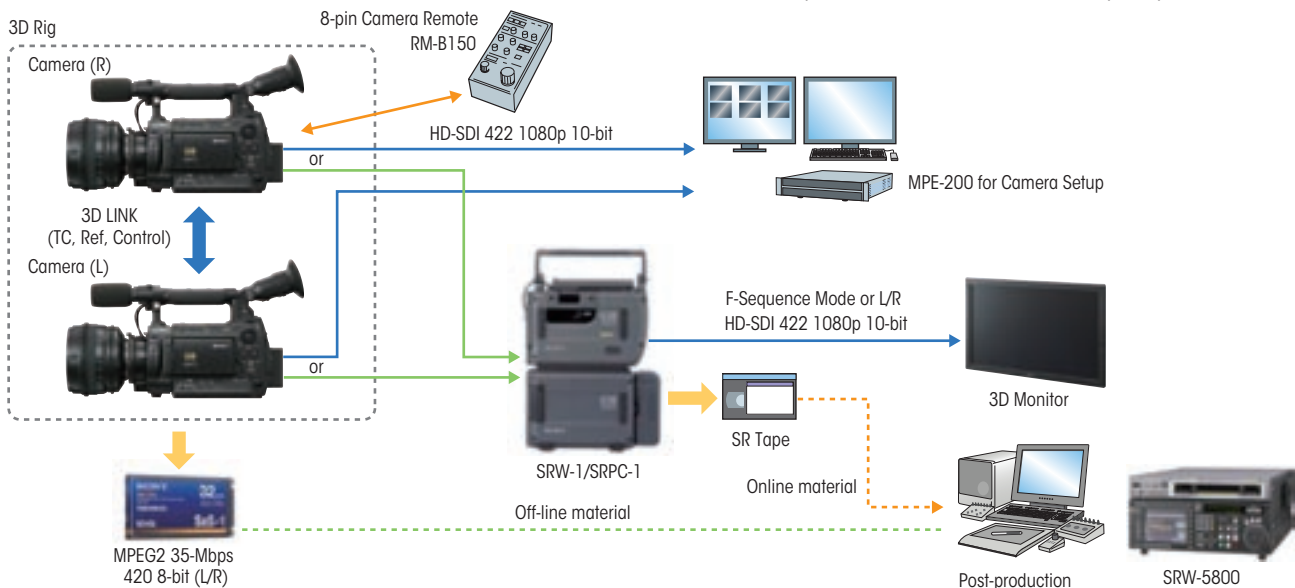 3D Rig
8-pin Camera Remote
RM-B150
Camera (R)
HD-SDI 422 1080p 10-bit
or
MPE-200 for Camera Setup
3D LINK
(TC, Ref, Control)
Camera (L)
F-Sequence Mode or L/R
HD-SDI 422 1080p 10-bit
or
3D Monitor
SR Tape
SRW-1/SRPC-1
Online material
Off-line material
32
SxS-1
MPEG2 35-Mbps
420 8-bit (L/R)
Post-production
SRW-5800